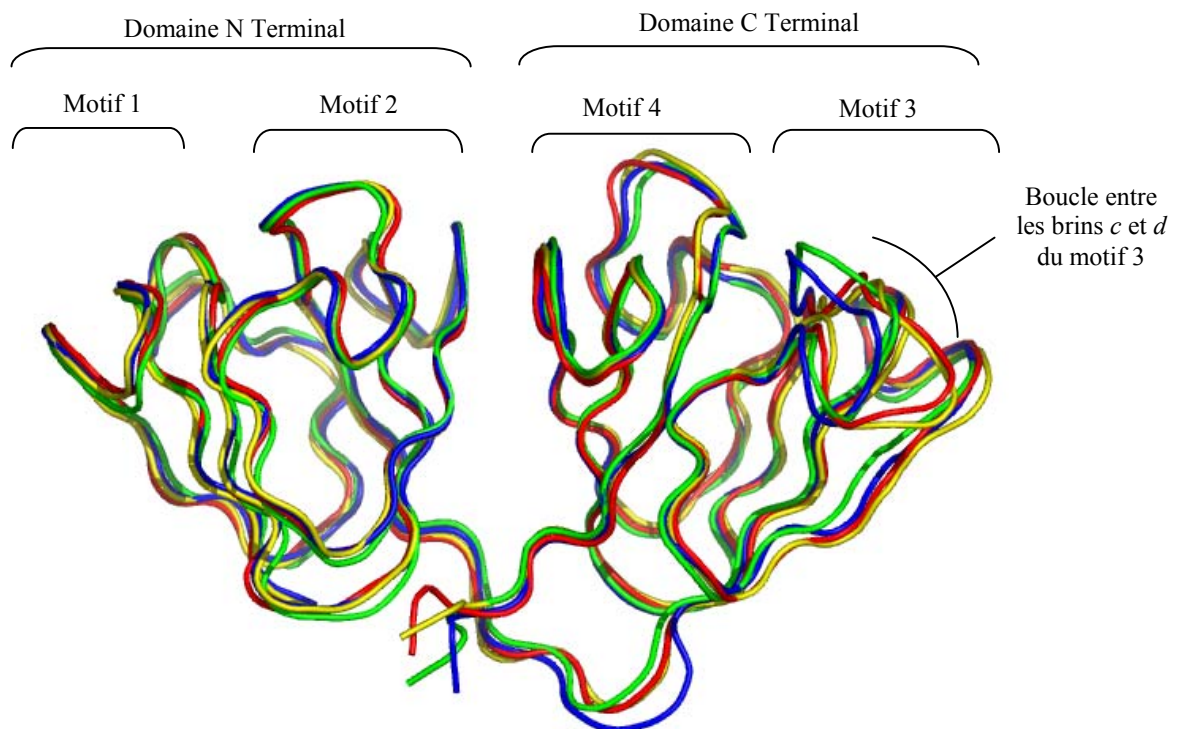 Domaine N Terminal
Domaine C Terminal
Motif 1
Motif 2
Motif 4
Motif 3
Boucle entre
les brins c et d
du motif 3